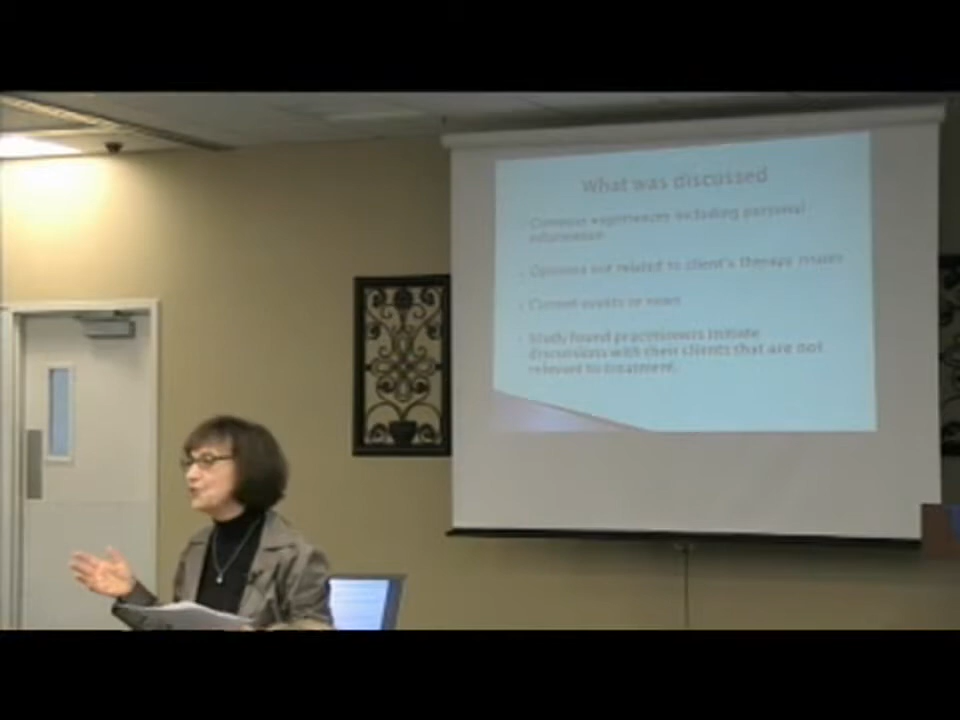 What was discussed
Common experiences including personal
information
Concerns not related to client's therapy issues
Current events or news
Study found practitioners initiate
discussions with their clients that are not
relevant to treatment.